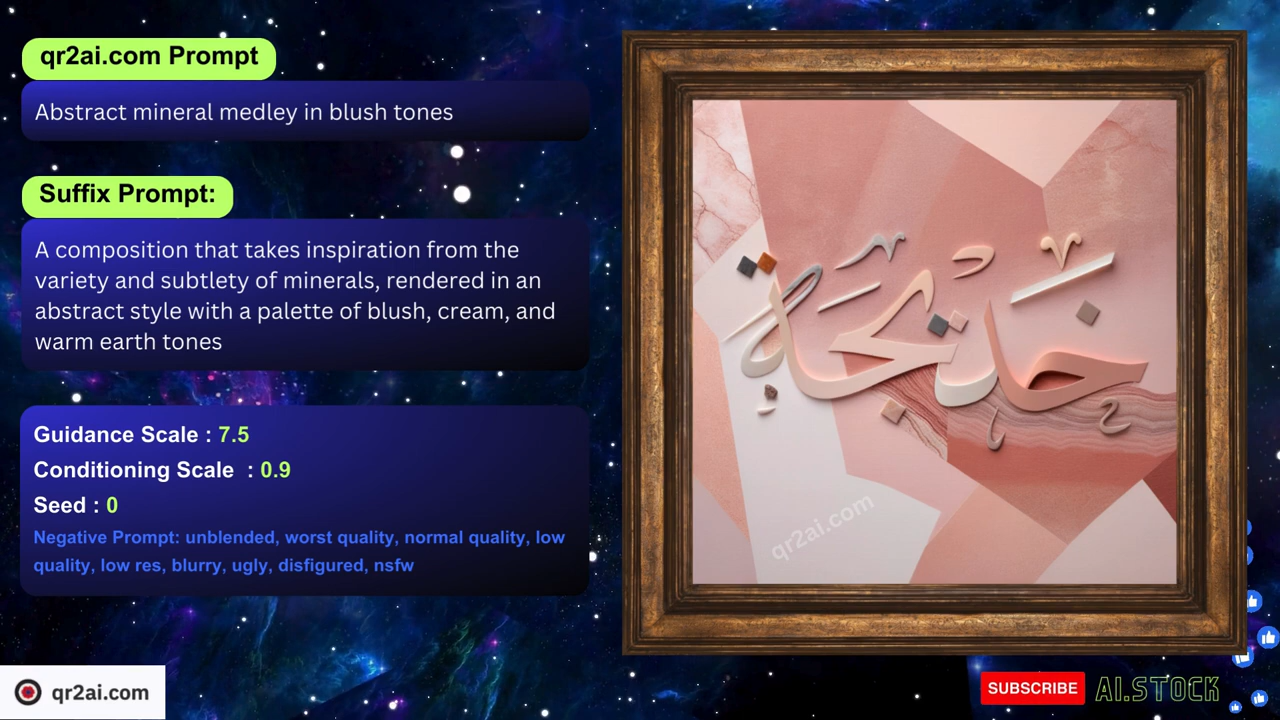 qr2ai.com Prompt
Abstract mineral medley in blush tones
Suffix Prompt:
A composition that takes inspiration from the
variety and subtlety of minerals, rendered in an
abstract style with a palette of blush, cream, and
warm earth tones
Guidance Scale : 7.5
Conditioning Scale : 0.9
Seed : 0
Negative Prompt: unblended, worst quality, normal quality, low
quality, low res, blurry, ugly, disfigured, nsfw
qr2ai.com
خديجة
qr2ai.com
SUBSCRIBE
AI.STOCK